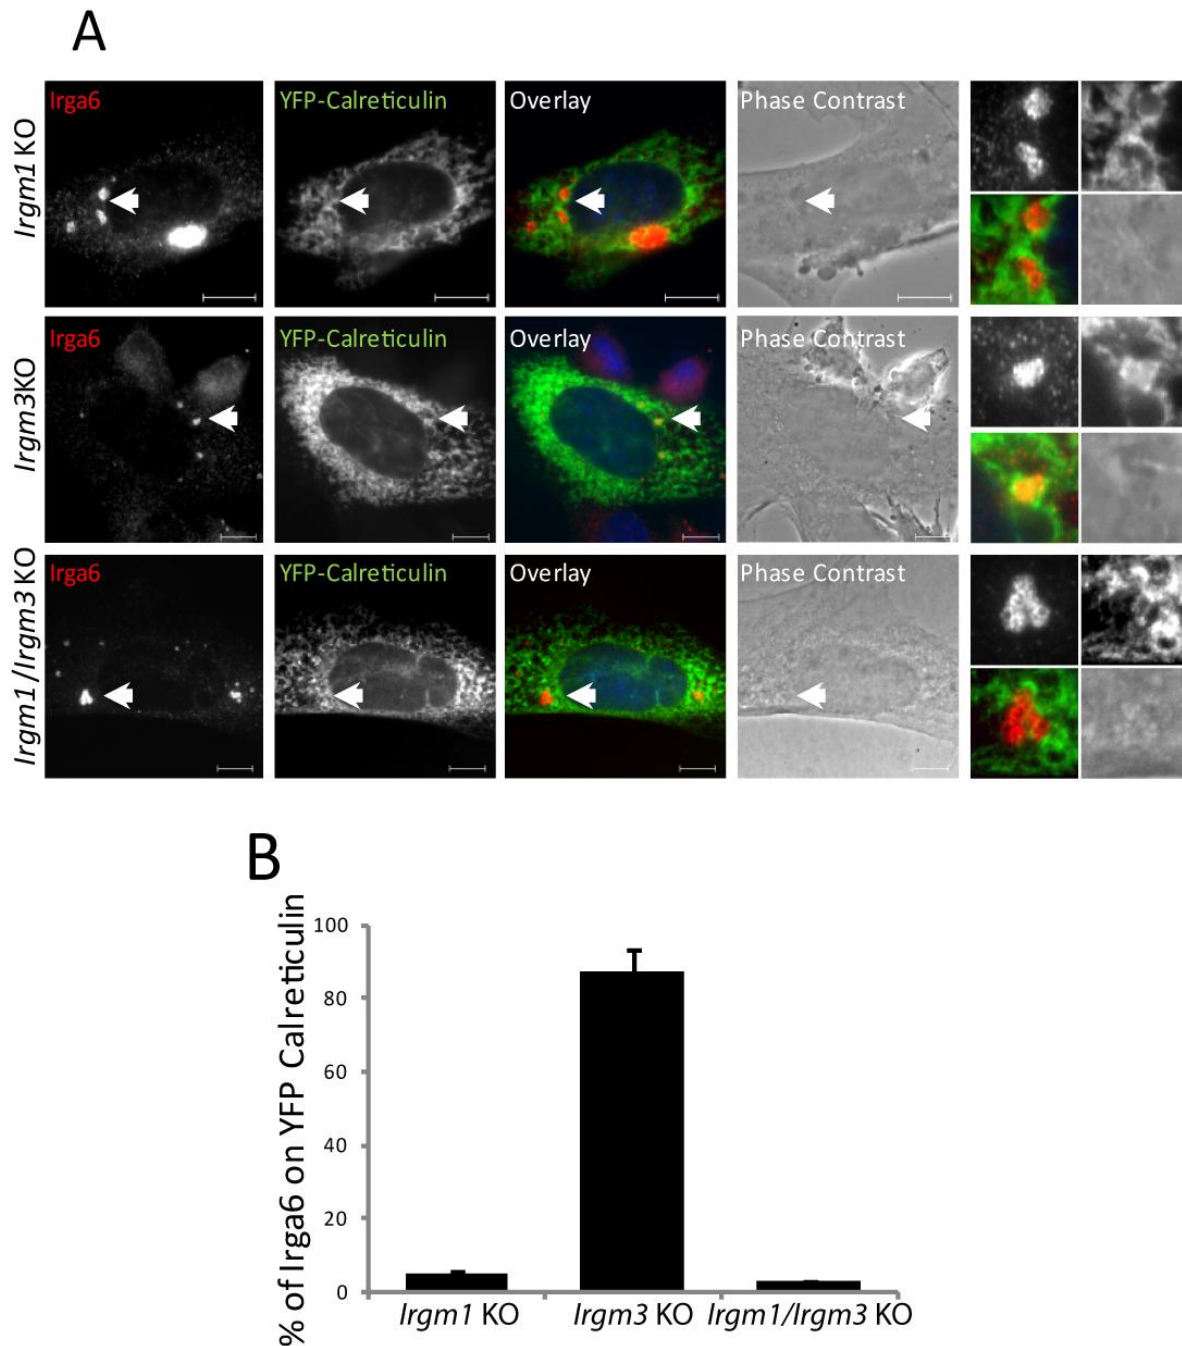 A
Irgm1 KO
Irga6
YFP-Calreticulin
Overlay
Phase Contrast
Irgm3KO
Irga6
YFP-Calreticulin
Overlay
Phase Contrast
Irgm1/Irgm3 KO
Irga6
YFP-Calreticulin
Overlay
Phase Contrast
B
% of Irga6 on YFP Calreticulin
100
80
60
40
20
0
Irgm1 KO
Irgm3 KO
Irgm1/Irgm3 KO